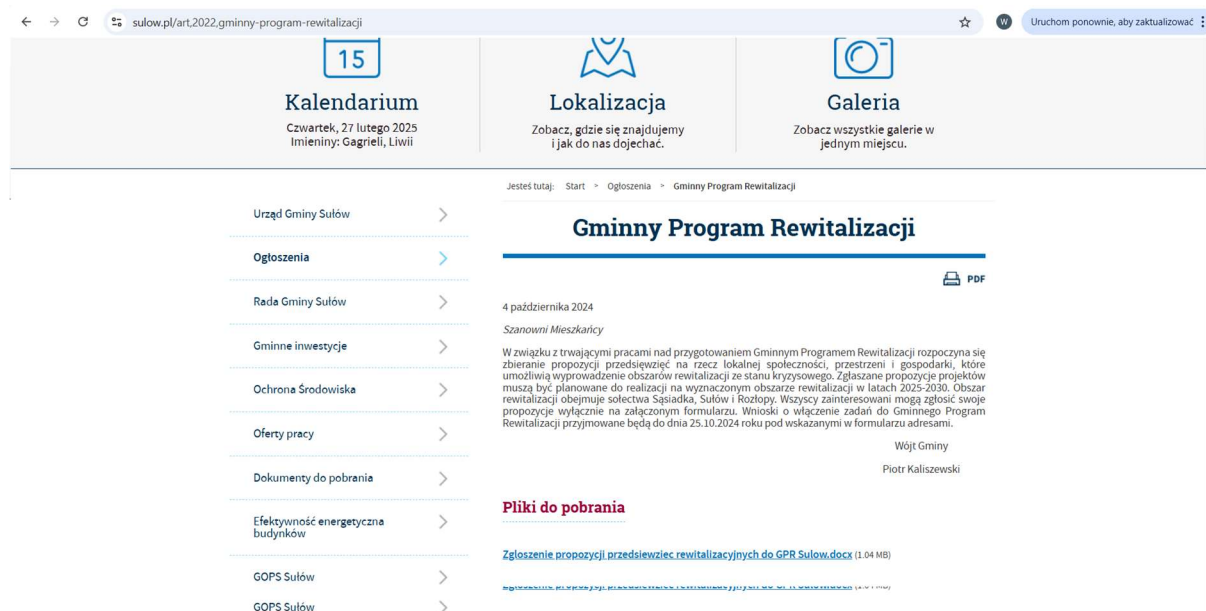 sulow.pl/art,2022,gminny-program-rewitalizacji
W
Uruchom ponownie, aby zaktualizować
15
Kalendarium
Czwartek, 27 lutego 2025
Imieniny: Gagrieli, Liwii
Lokalizacja
Zobacz, gdzie się znajdujemy
i jak do nas dojechać.
Galeria
Zobacz wszystkie galerie w
jednym miejscu.
Jesteś tutaj: Start > Ogłoszenia > Gminny Program Rewitalizacji
Urząd Gminy Sułów
Ogłoszenia
Rada Gminy Sułów
Gminne inwestycje
Ochrona Środowiska
Oferty pracy
Dokumenty do pobrania
Efektywność energetyczna
budynków
GOPS Sułów
GOPS Sułów
Gminny Program Rewitalizacji
PDF
4 października 2024
Szanowni Mieszkańcy
W związku z trwającymi pracami nad przygotowaniem Gminnym Programem Rewitalizacji rozpoczyna się
zbieranie propozycji przedsięwzięć na rzecz lokalnej społeczności, przestrzeni i gospodarki, które
umożliwią wyprowadzenie obszarów rewitalizacji ze stanu kryzysowego. Zgłaszane propozycje projektów
muszą być planowane do realizacji na wyznaczonym obszarze rewitalizacji w latach 2025-2030. Obszar
rewitalizacji obejmuje sołectwa Sąsiadka, Sułów i Rozłopy. Wszyscy zainteresowani mogą zgłosić swoje
propozycje wyłącznie na załączonym formularzu. Wnioski o włączenie zadań do Gminnego Program
Rewitalizacji przyjmowane będą do dnia 25.10.2024 roku pod wskazanymi w formularzu adresami.
Wójt Gminy
Piotr Kaliszewski
Pliki do pobrania
Zgloszenie propozycji przedsiewziec rewitalizacyjnych do GPR Sulow.docx (1.04 MB)